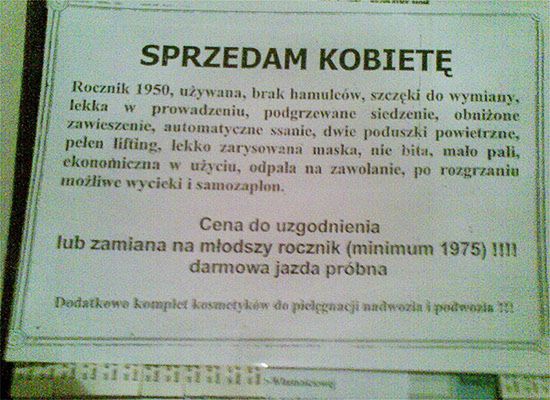 SPRZEDAM KOBIETĘ
Rocznik 1950, używana, brak hamulców, szczęki do wymiany,
lekka w prowadzeniu, podgrzewane siedzenie, obniżone
zawieszenie, automatyczne ssanie, dwie poduszki powietrzne,
pełen lifting, lekko zarysowana maska, nie bita, mało pali,
ekonomiczna w użyciu, odpala na zawołanie, po rozgrzaniu
możliwe wycieki i samozapłon.
Cena do uzgodnienia
lub zamiana na młodszy rocznik (minimum 1975) !!!!
darmowa jazda próbna
Dodatkowo komplet kosmetyków do pielęgnacji nadwozia i podwozia !!!